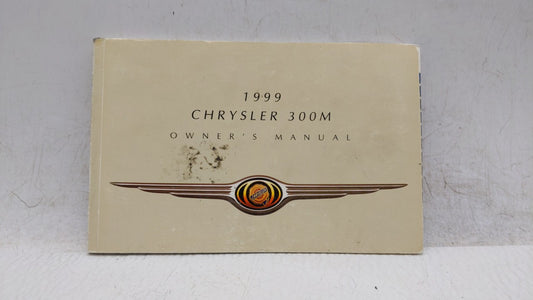 1999
CHRYSLER 300M
OWNER'S MANUAL